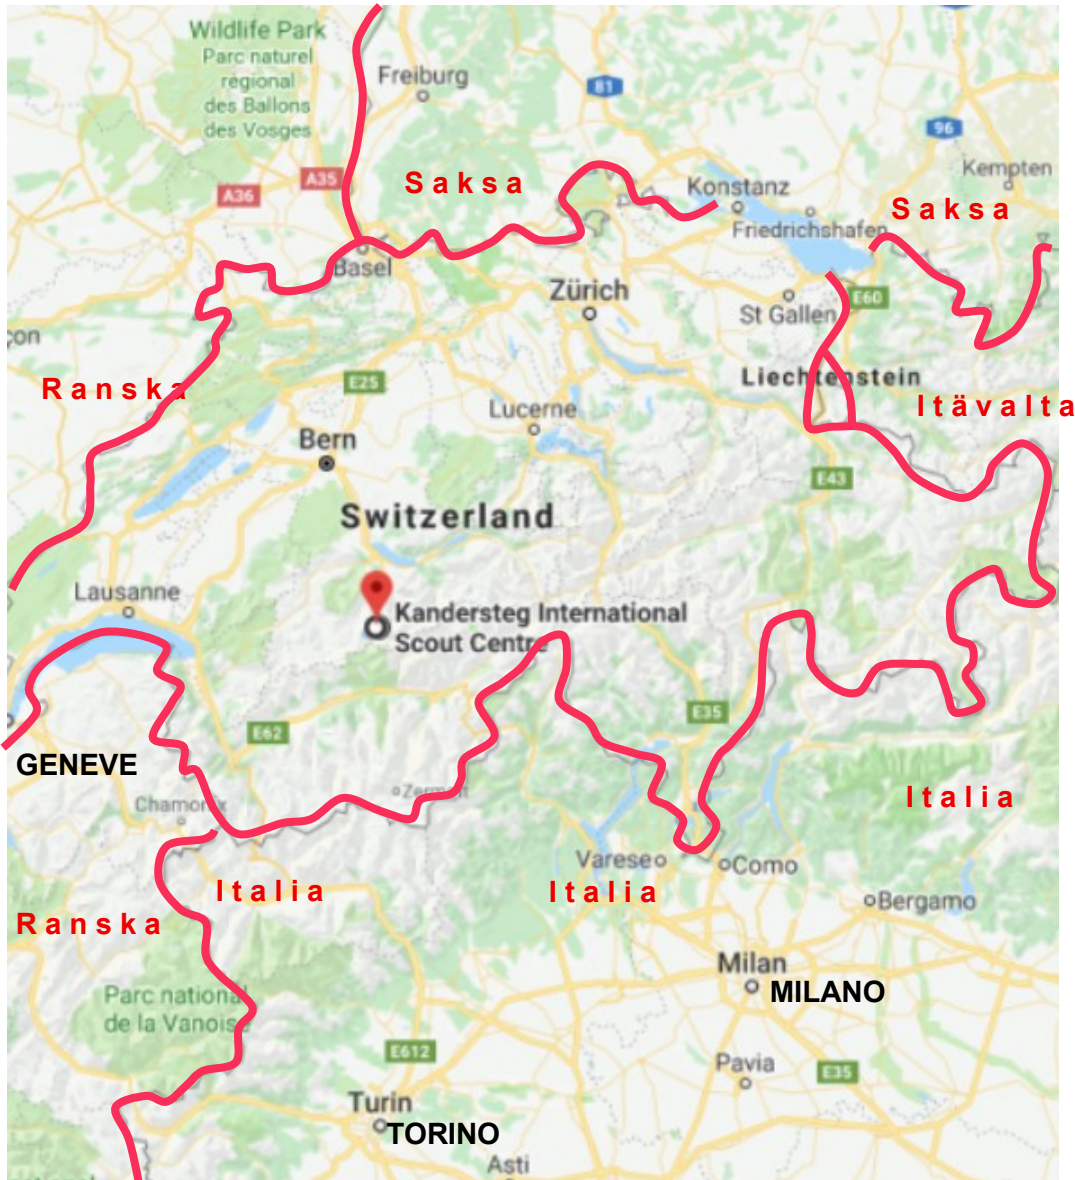 Wildlife Park
Parc naturel
régional
des Ballons
des Vosges
Freiburg
81
96
Kempten
A35
A36
Saksa
Konstanz
Saksa
Friedrichshafen
Basel
Zürich
E60
St Gallen
çon
Ranska
E25
Liechtenstein
Itävalta
Lucerne
Bern
E43
Switzerland
Lausanne
Kandersteg International
Scout Centre
E62
E35
GENEVE
Chamonix
Zermatt
Italia
Varese
Como
Italia
Italia
Bergamo
Ranska
Milan
MILANO
Parc national
de la Vanoise
E612
Pavia
E35
Turin
TORINO
Asti